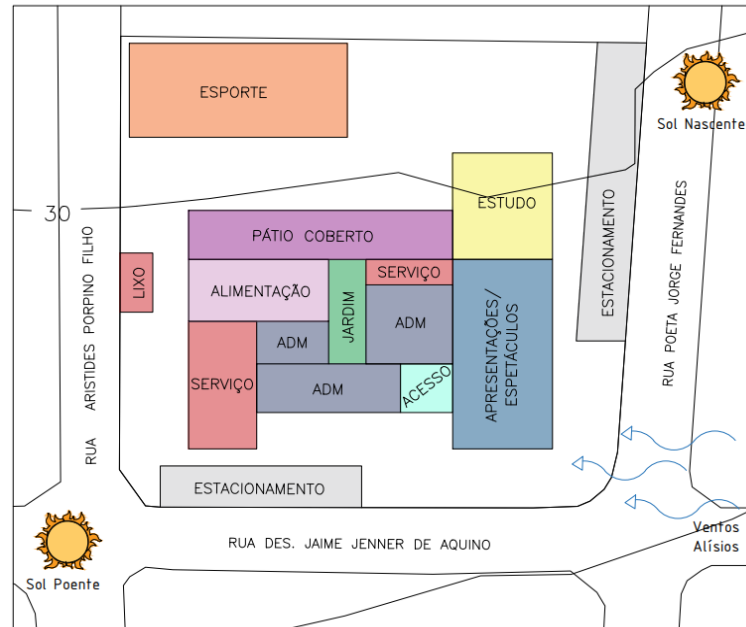 ESPORTE
Sol Nascente
ESTUDO
30
PÁTIO COBERTO
ESTACIONAMENTO
RUA POETA JORGE FERNANDES
LIXO
ALIMENTAÇÃO
JARDIM
SERVIÇO
ADM
ADM
APRESENTAÇÕES/
ESPETÁCULOS
RUA ARISTIDES PORPINO FILHO
SERVIÇO
ADM
ACESSO
ESTACIONAMENTO
Ventos
Alísios
RUA DES. JAIME JENNER DE AQUINO
Sol Poente